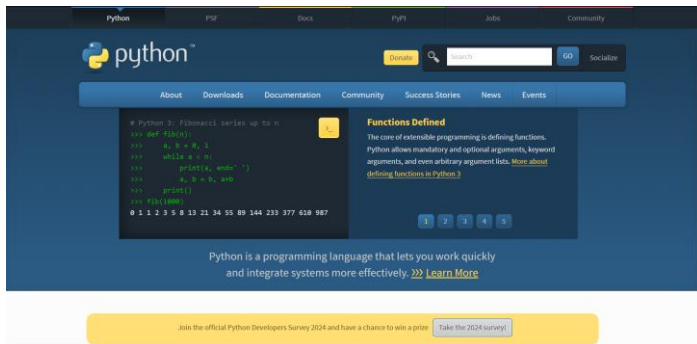 Python PSF Docs PyPI Jobs Community
python™
Donate Search GO Socialize
About Downloads Documentation Community Success Stories News Events
# Python 3: Fibonacci series up to n
>>> def fib(n):
>>>     a, b = 0, 1
>>>     while a < n:
>>>         print(a, end=' ')
>>>         a, b = b, a+b
>>>     print()
>>> fib(1000)
0 1 1 2 3 5 8 13 21 34 55 89 144 233 377 610 987
>_
Functions Defined
The core of extensible programming is defining functions.
Python allows mandatory and optional arguments, keyword
arguments, and even arbitrary argument lists. More about
defining functions in Python 3
1 2 3 4 5
Python is a programming language that lets you work quickly
and integrate systems more effectively. >>> Learn More
Join the official Python Developers Survey 2024 and have a chance to win a prize Take the 2024 survey!